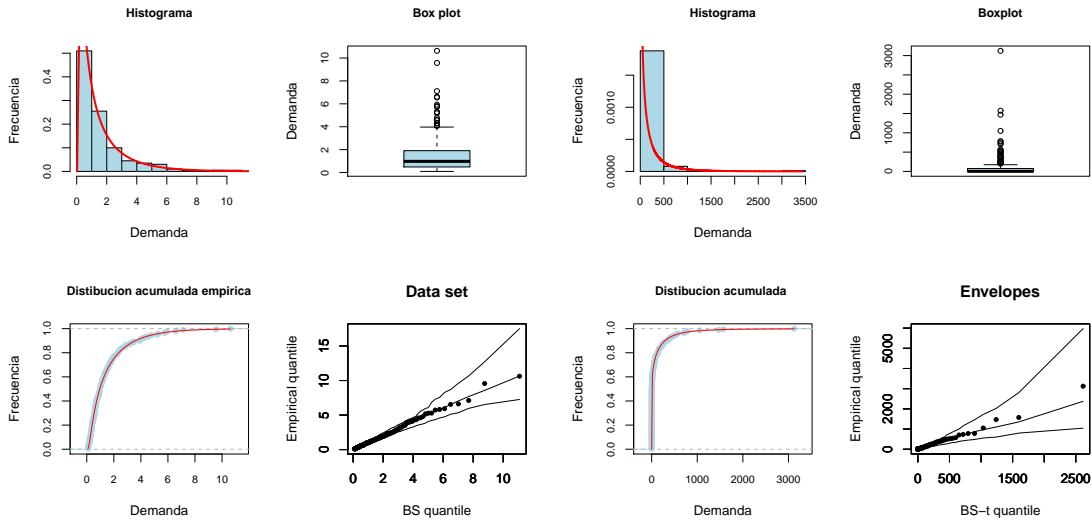 Histograma
Box plot
Histograma
Boxplot
Frecuencia
0.0 0.2 0.4
0 2 4 6 8 10
Demanda
Demanda
0 2 4 6 8 10
Frecuencia
0.0000 0.0010
0 500 1500 2500 3500
Demanda
Demanda
0 500 1500 2000 3000
Distibucion acumulada empirica
Data set
Distibucion acumulada
Envelopes
Frecuencia
0.0 0.2 0.4 0.6 0.8 1.0
0 2 4 6 8 10
Demanda
Empirical quantile
0 5 10 15
0 2 4 6 8 10
BS quantile
Frecuencia
0.0 0.2 0.4 0.6 0.8 1.0
0 1000 2000 3000
Demanda
Empirical quantile
0 2000 5000
0 500 1500 2500
BS-t quantile